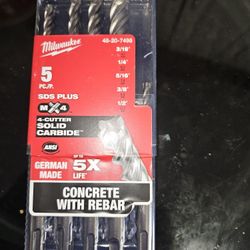 Milwaukee
48-20-7498
3/16"
1/4"
5/16"
3/8"
1/2"
5
PC./P.
SDS PLUS
MX4
4-CUTTER
SOLID
CARBIDE
ANSI
GERMAN
MADE
UP TO
5X
LIFE
CONCRETE
WITH REBAR